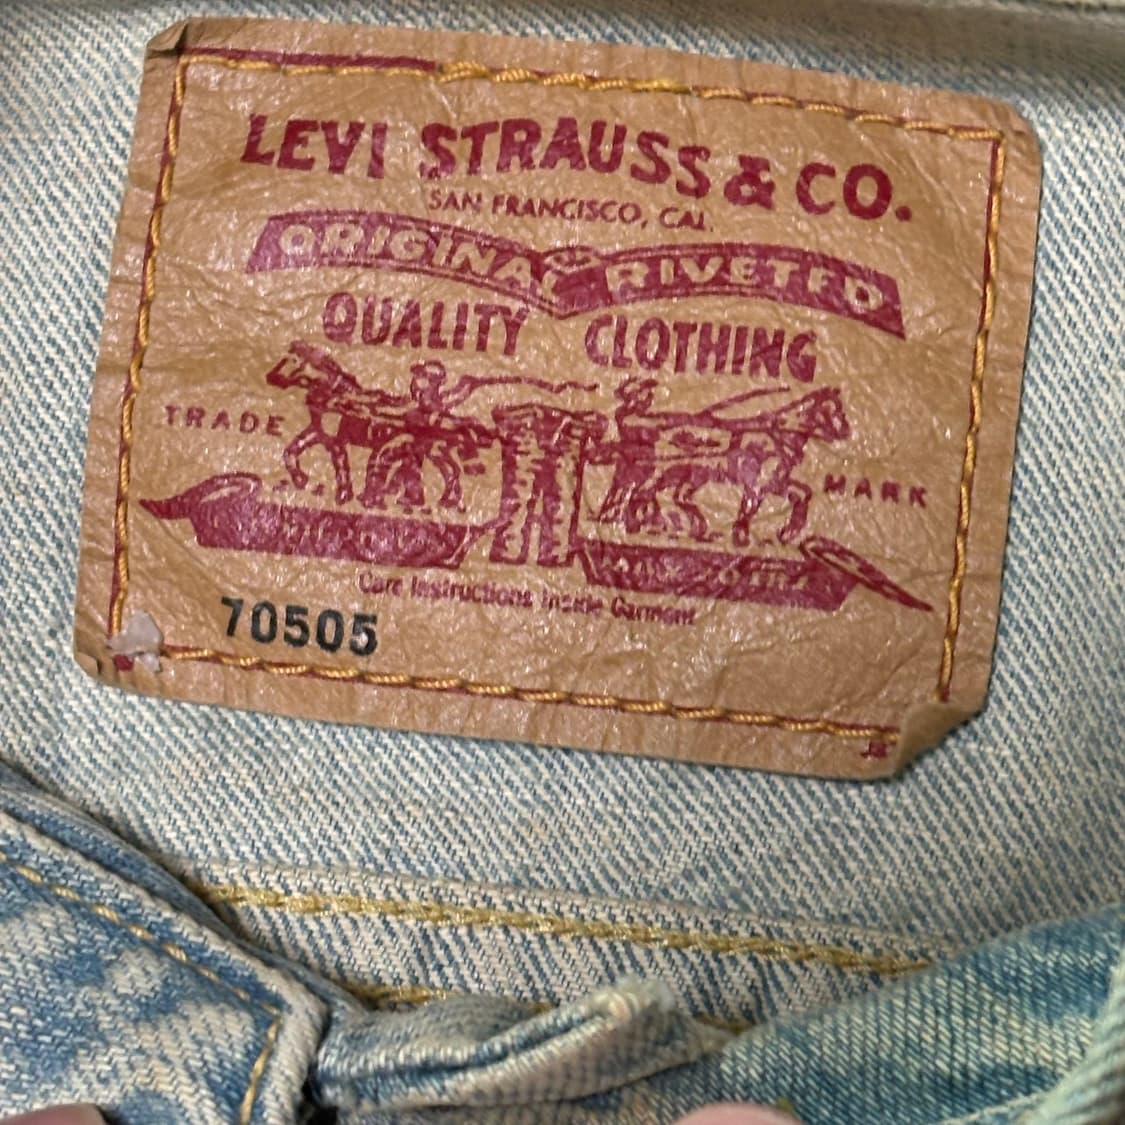 LEVI STRAUSS & CO.
SAN FRANCISCO, CAL.
ORIGINAL RIVETED
QUALITY CLOTHING
TRADE MARK
Care Instructions Inside Garment
70505